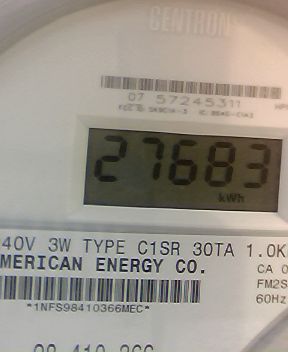 CENTRON
07 57245311
27683
kWh
40V 3W TYPE C1SR 30TA 1.0K
MERICAN ENERGY CO.
CA 0
FM2S
60Hz
*1NFS98410366MEC*